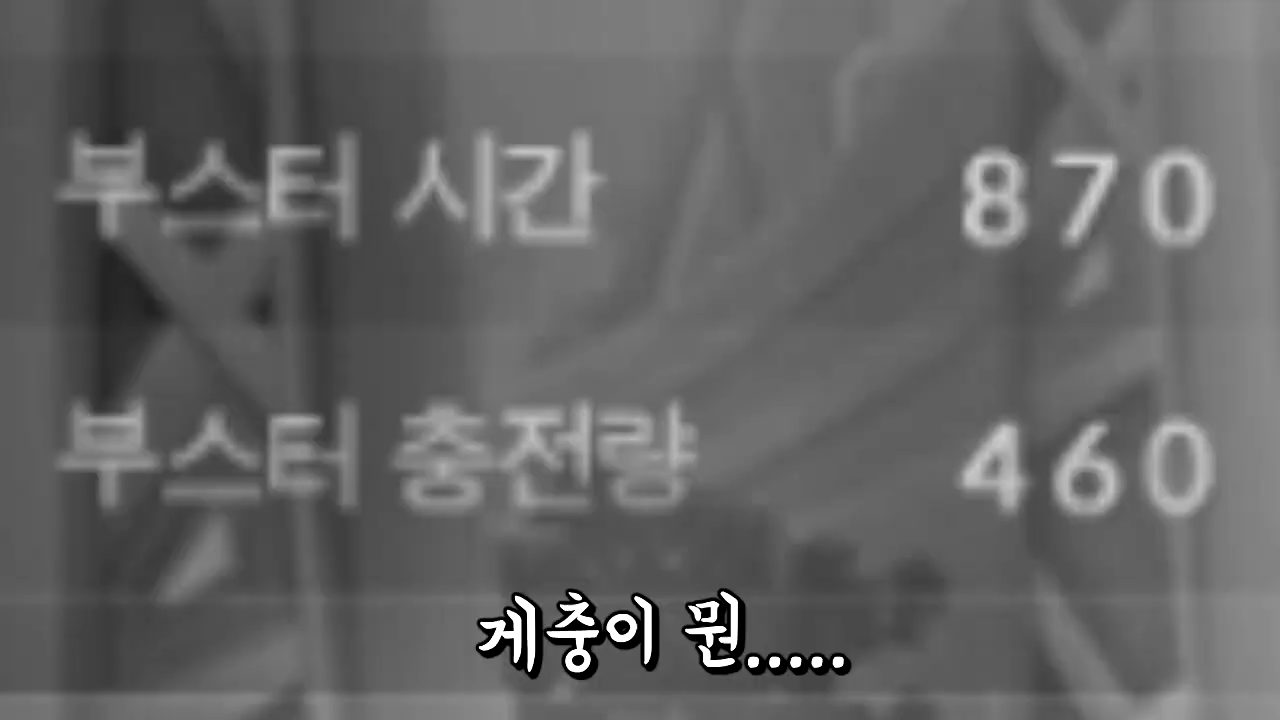 부스터 시간 870
부스터 충전량 460
게충이 뭔.....